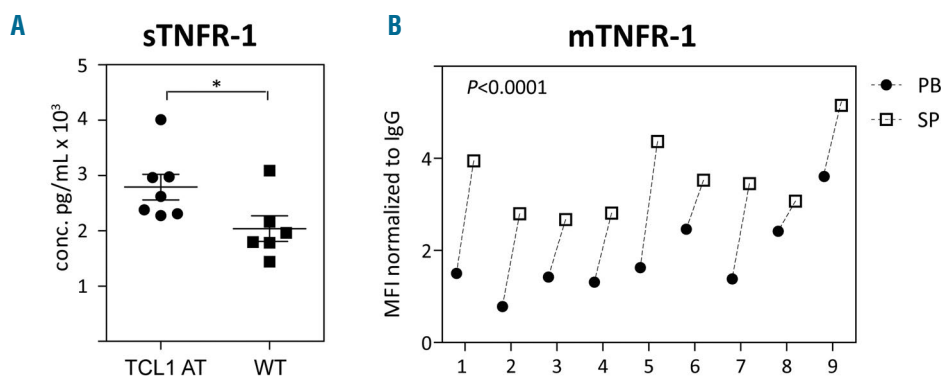 A
sTNFR-1
conc. pg/mL x 10³
5
4
3
2
1
*
TCL1 AT WT
B
mTNFR-1
MFI normalized to IgG
P<0.0001
4
2
0
1 2 3 4 5 6 7 8 9
PB
SP